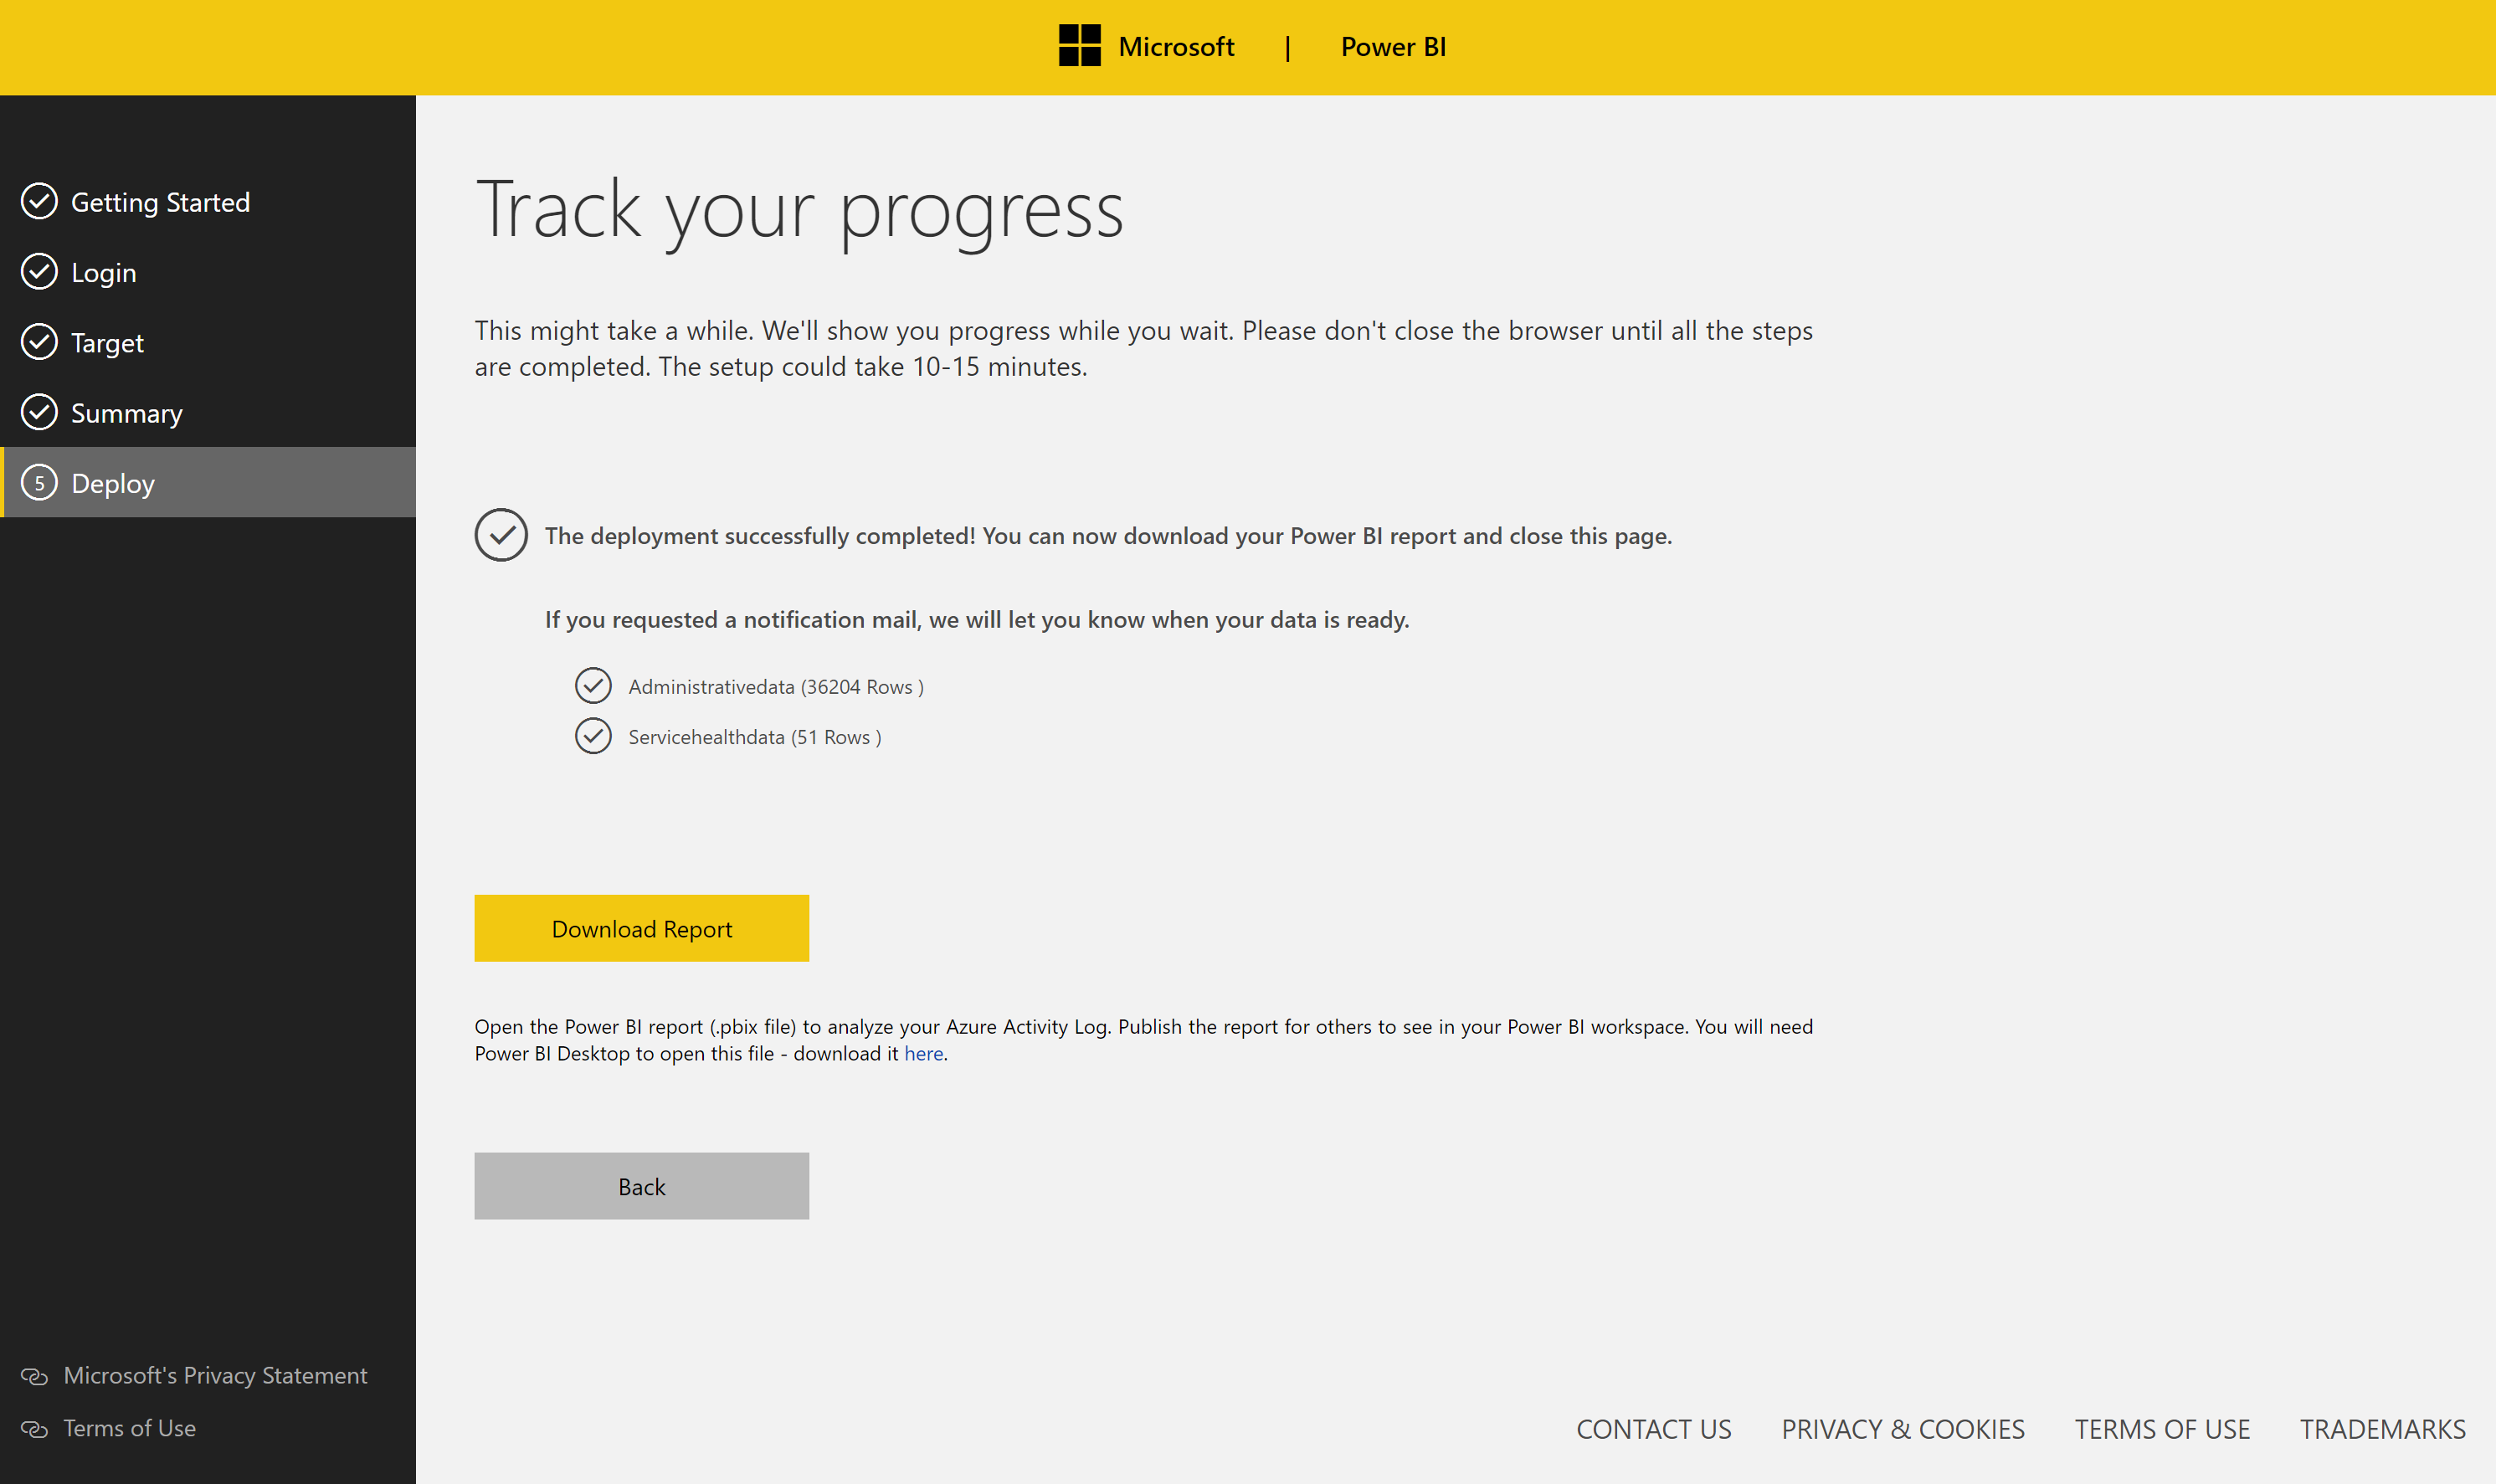 Microsoft | Power BI
Getting Started
Login
Target
Summary
5 Deploy
Track your progress
This might take a while. We'll show you progress while you wait. Please don't close the browser until all the steps
are completed. The setup could take 10-15 minutes.
The deployment successfully completed! You can now download your Power BI report and close this page.
If you requested a notification mail, we will let you know when your data is ready.
Administrativedata (36204 Rows )
Servicehealthdata (51 Rows )
Download Report
Open the Power BI report (.pbix file) to analyze your Azure Activity Log. Publish the report for others to see in your Power BI workspace. You will need
Power BI Desktop to open this file - download it here.
Back
Microsoft's Privacy Statement
Terms of Use
CONTACT US PRIVACY & COOKIES TERMS OF USE TRADEMARKS